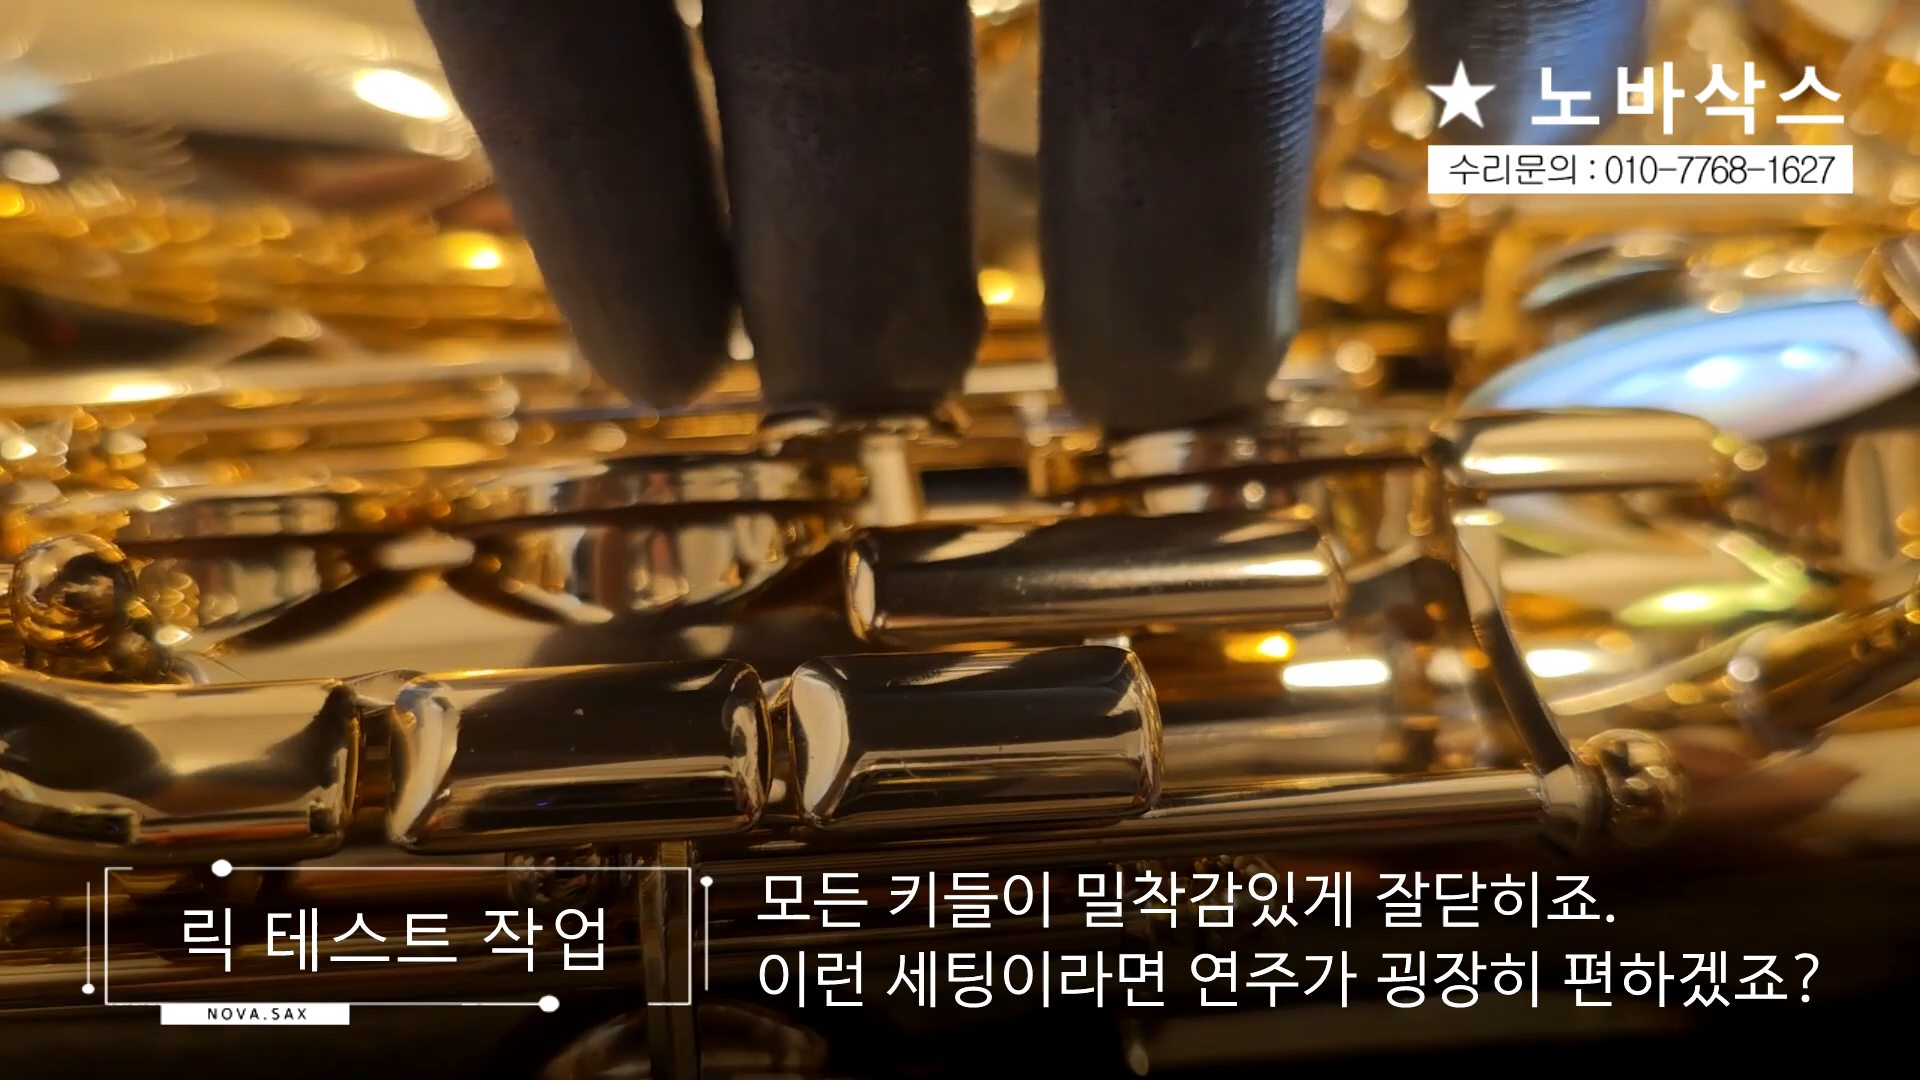 ★ 노바삭스
수리문의 : 010-7768-1627
릭 테스트 작업
NOVA.SAX
모든 키들이 밀착감있게 잘닫히죠.
이런 세팅이라면 연주가 굉장히 편하겠죠?